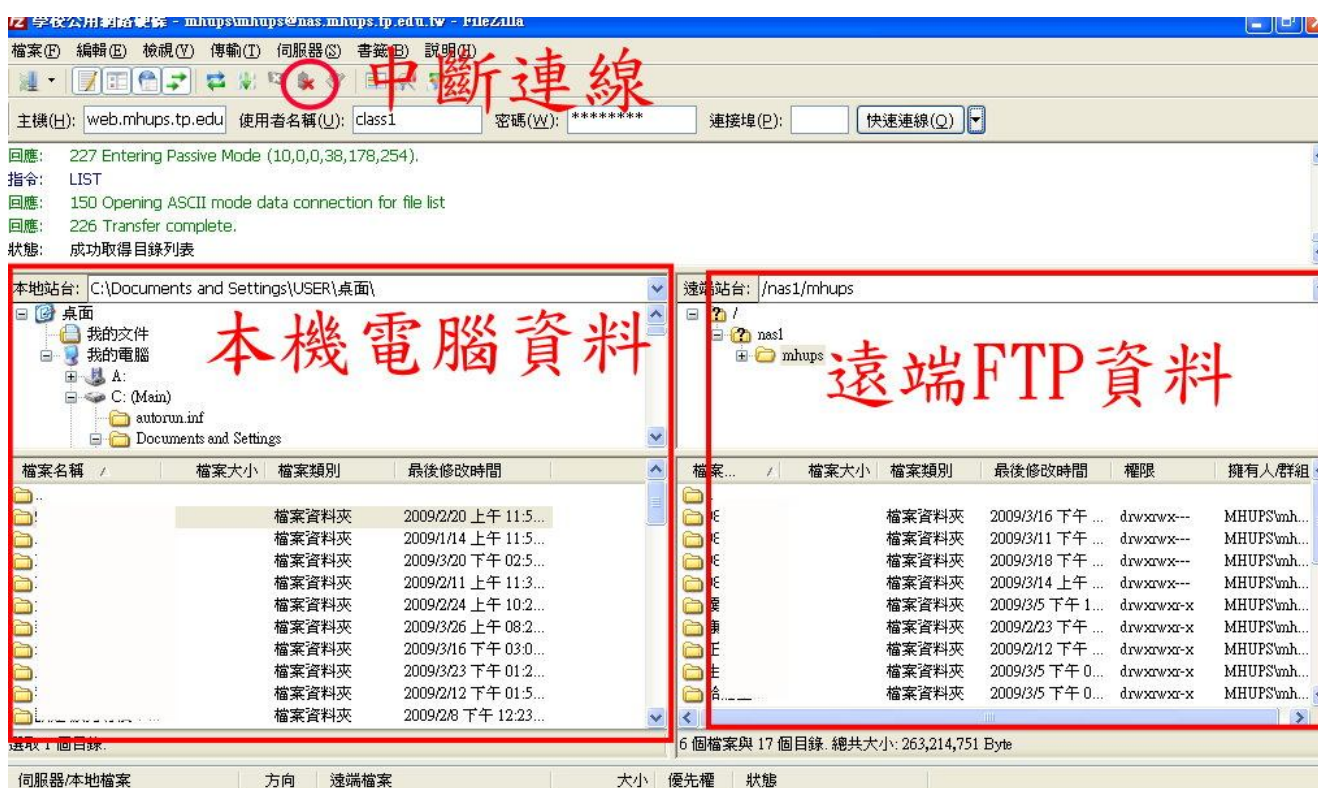 學校公用網路硬碟 - mhups\mhups@nas.mhups.tp.edu.tw - FileZilla
檔案(F) 編輯(E) 檢視(V) 傳輸(T) 伺服器(S) 書籤(B) 說明(H)
中斷連線
主機(H): web.mhups.tp.edu 使用者名稱(U): class1 密碼(W): ******** 連接埠(P): 快速連線(Q)
回應: 227 Entering Passive Mode (10,0,0,38,178,254).
指令: LIST
回應: 150 Opening ASCII mode data connection for file list
回應: 226 Transfer complete.
狀態: 成功取得目錄列表
本地站台: C:\Documents and Settings\USER\桌面\
桌面
我的文件
我的電腦
A:
C: (Main)
autorun.inf
Documents and Settings
本機電腦資料
檔案名稱 檔案大小 檔案類別 最後修改時間
..
檔案資料夾 2009/2/20 上午 11:5...
檔案資料夾 2009/1/14 上午 11:5...
檔案資料夾 2009/3/20 下午 02:5...
檔案資料夾 2009/2/11 上午 11:3...
檔案資料夾 2009/2/24 上午 10:2...
檔案資料夾 2009/3/26 上午 08:2...
檔案資料夾 2009/3/16 下午 03:0...
檔案資料夾 2009/3/23 下午 01:2...
檔案資料夾 2009/2/12 下午 01:5...
檔案資料夾 2009/2/8 下午 12:23...
選取 1 個目錄.
遠端站台: /nas1/mhups
/
nas1
mhups
遠端FTP資料
檔案... 檔案大小 檔案類別 最後修改時間 權限 擁有人/群組
檔案資料夾 2009/3/16 下午 ... drwxrwx--- MHUPS\mh...
檔案資料夾 2009/3/11 下午 ... drwxrwx--- MHUPS\mh...
檔案資料夾 2009/3/18 下午 ... drwxrwx--- MHUPS\mh...
檔案資料夾 2009/3/14 上午 ... drwxrwx--- MHUPS\mh...
檔案資料夾 2009/3/5 下午 1... drwxrwxr-x MHUPS\mh...
檔案資料夾 2009/2/23 下午 ... drwxrwxr-x MHUPS\mh...
檔案資料夾 2009/2/12 下午 ... drwxrwxr-x MHUPS\mh...
檔案資料夾 2009/3/5 下午 0... drwxrwxr-x MHUPS\mh...
檔案資料夾 2009/3/5 下午 0... drwxrwxr-x MHUPS\mh...
6 個檔案與 17 個目錄. 總共大小: 263,214,751 Byte
伺服器/本地檔案 方向 遠端檔案 大小 優先權 狀態